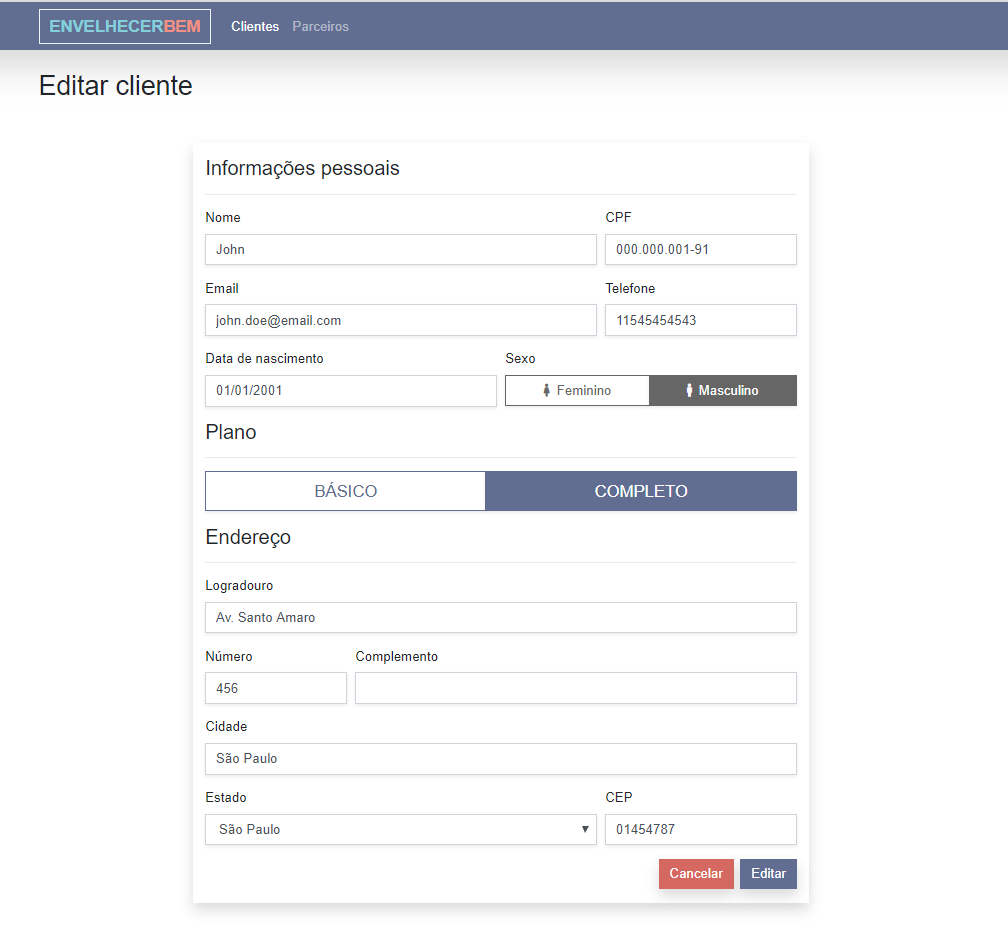 ENVELHECERBEM Clientes Parceiros
Editar cliente
Informações pessoais
Nome CPF
John 000.000.001-91
Email Telefone
john.doe@email.com 11545454543
Data de nascimento Sexo
01/01/2001 Feminino Masculino
Plano
BÁSICO COMPLETO
Endereço
Logradouro
Av. Santo Amaro
Número Complemento
456
Cidade
São Paulo
Estado CEP
São Paulo 01454787
Cancelar Editar